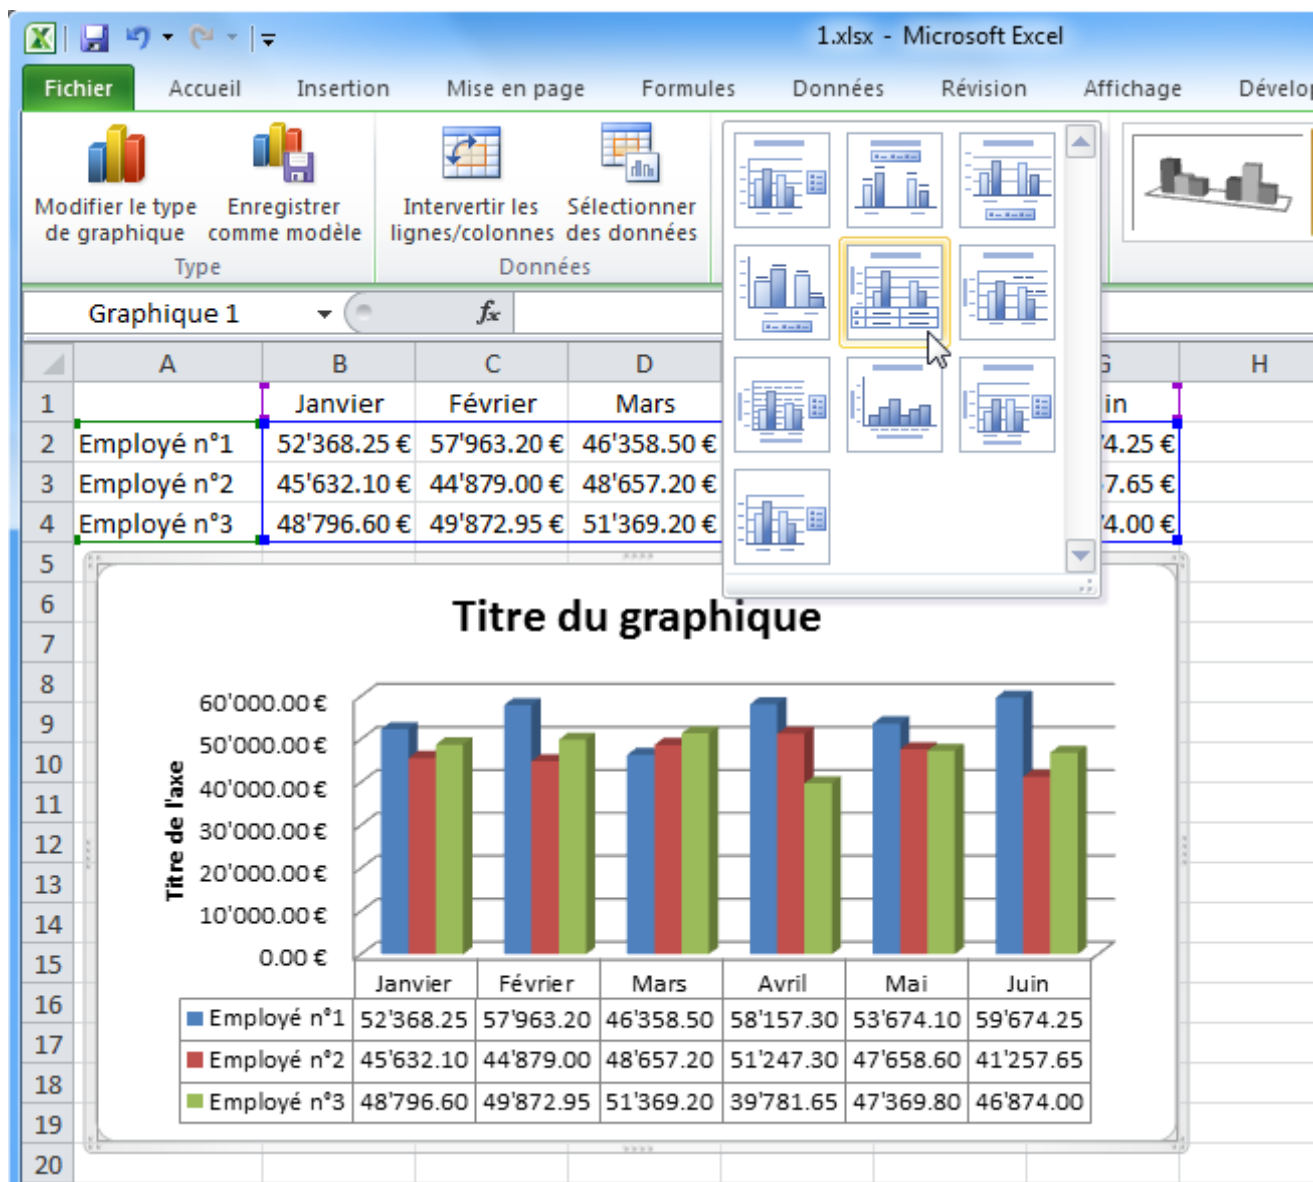 1.xlsx - Microsoft Excel
Fichier Accueil Insertion Mise en page Formules Données Révision Affichage Dévelop
Modifier le type de graphique
Enregistrer comme modèle
Intervertir les lignes/colonnes
Sélectionner des données
Type Données
Graphique 1 fx
A B C D G H
1 Janvier Février Mars in
2 Employé n°1 52'368.25 € 57'963.20 € 46'358.50 € 4.25 €
3 Employé n°2 45'632.10 € 44'879.00 € 48'657.20 € 7.65 €
4 Employé n°3 48'796.60 € 49'872.95 € 51'369.20 € 4.00 €
5
6
7
8
9
10
11
12
13
14
15
16
17
18
19
20
Titre du graphique
Titre de l'axe
60'000.00 €
50'000.00 €
40'000.00 €
30'000.00 €
20'000.00 €
10'000.00 €
0.00 €
Janvier Février Mars Avril Mai Juin
Employé n°1 52'368.25 57'963.20 46'358.50 58'157.30 53'674.10 59'674.25
Employé n°2 45'632.10 44'879.00 48'657.20 51'247.30 47'658.60 41'257.65
Employé n°3 48'796.60 49'872.95 51'369.20 39'781.65 47'369.80 46'874.00